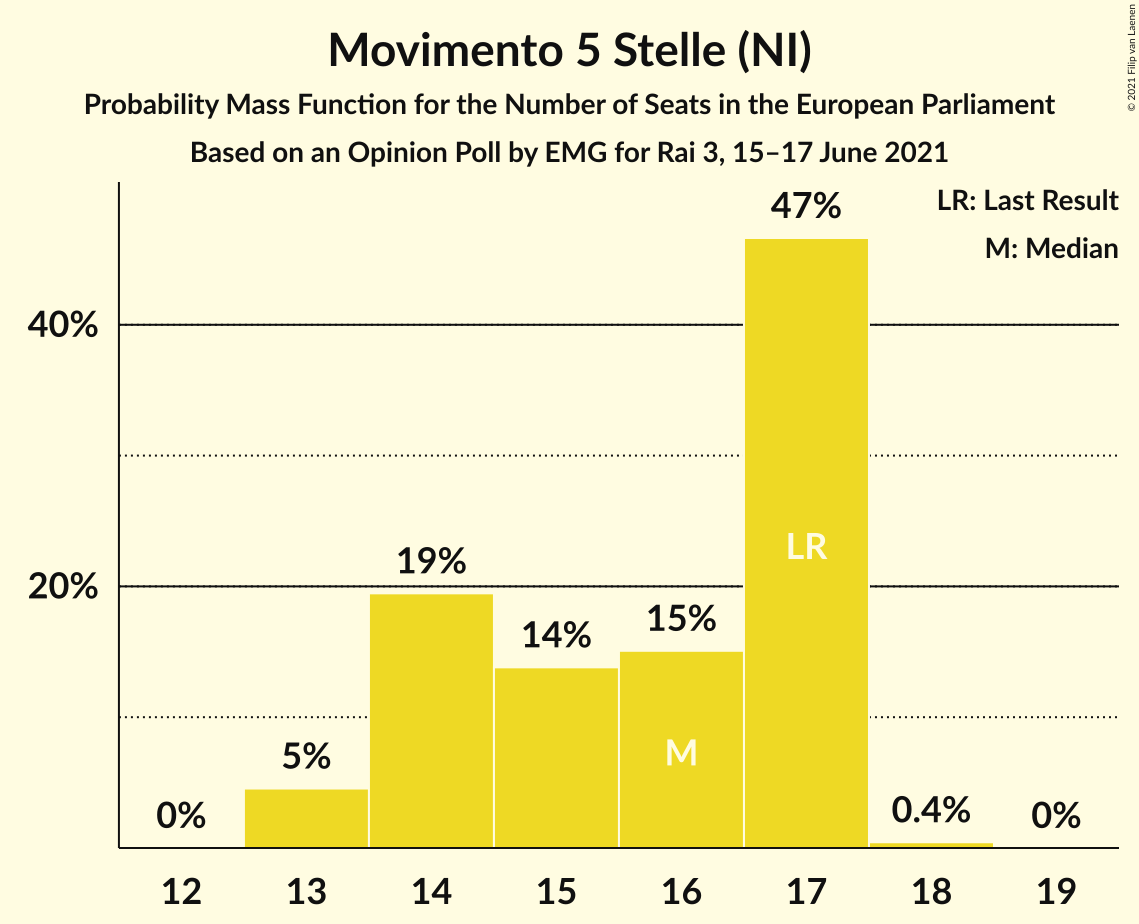 Movimento 5 Stelle (NI)
Probability Mass Function for the Number of Seats in the European Parliament
Based on an Opinion Poll by EMG for Rai 3, 15–17 June 2021
© 2021 Filip van Laenen
LR: Last Result
M: Median
40%
20%
0%
5%
19%
14%
15%
47%
0.4%
0%
LR
M
12 13 14 15 16 17 18 19